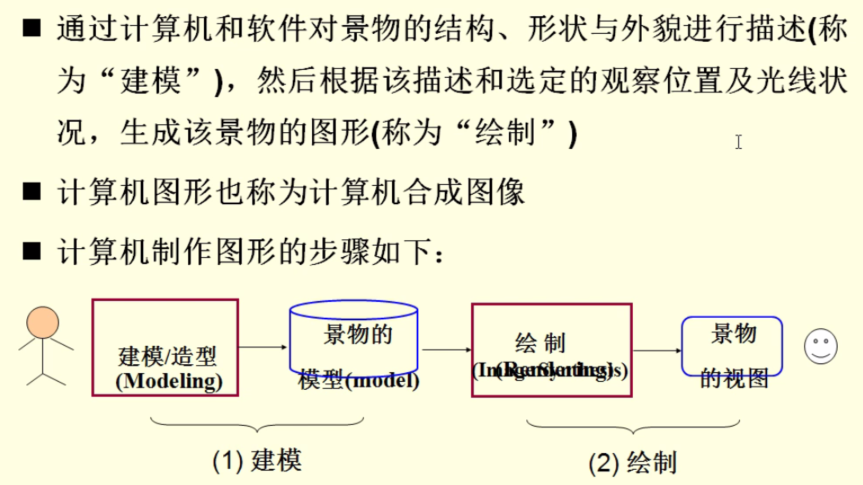 ■ 通过计算机和软件对景物的结构、形状与外貌进行描述(称
为“建模”)，然后根据该描述和选定的观察位置及光线状
况，生成该景物的图形(称为“绘制”)
■ 计算机图形也称为计算机合成图像
■ 计算机制作图形的步骤如下：
建模/造型
(Modeling)
景物的
模型(model)
绘 制
(Rendering)
景物
的视图
(1) 建模
(2) 绘制